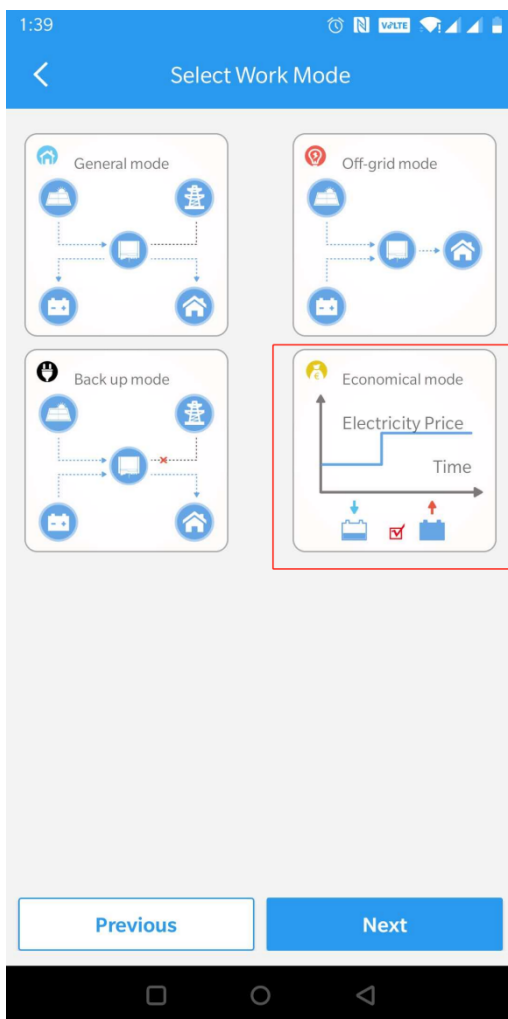 1:39
VoLTE
Select Work Mode
General mode
Off-grid mode
Back up mode
Economical mode
Electricity Price
Time
Previous
Next